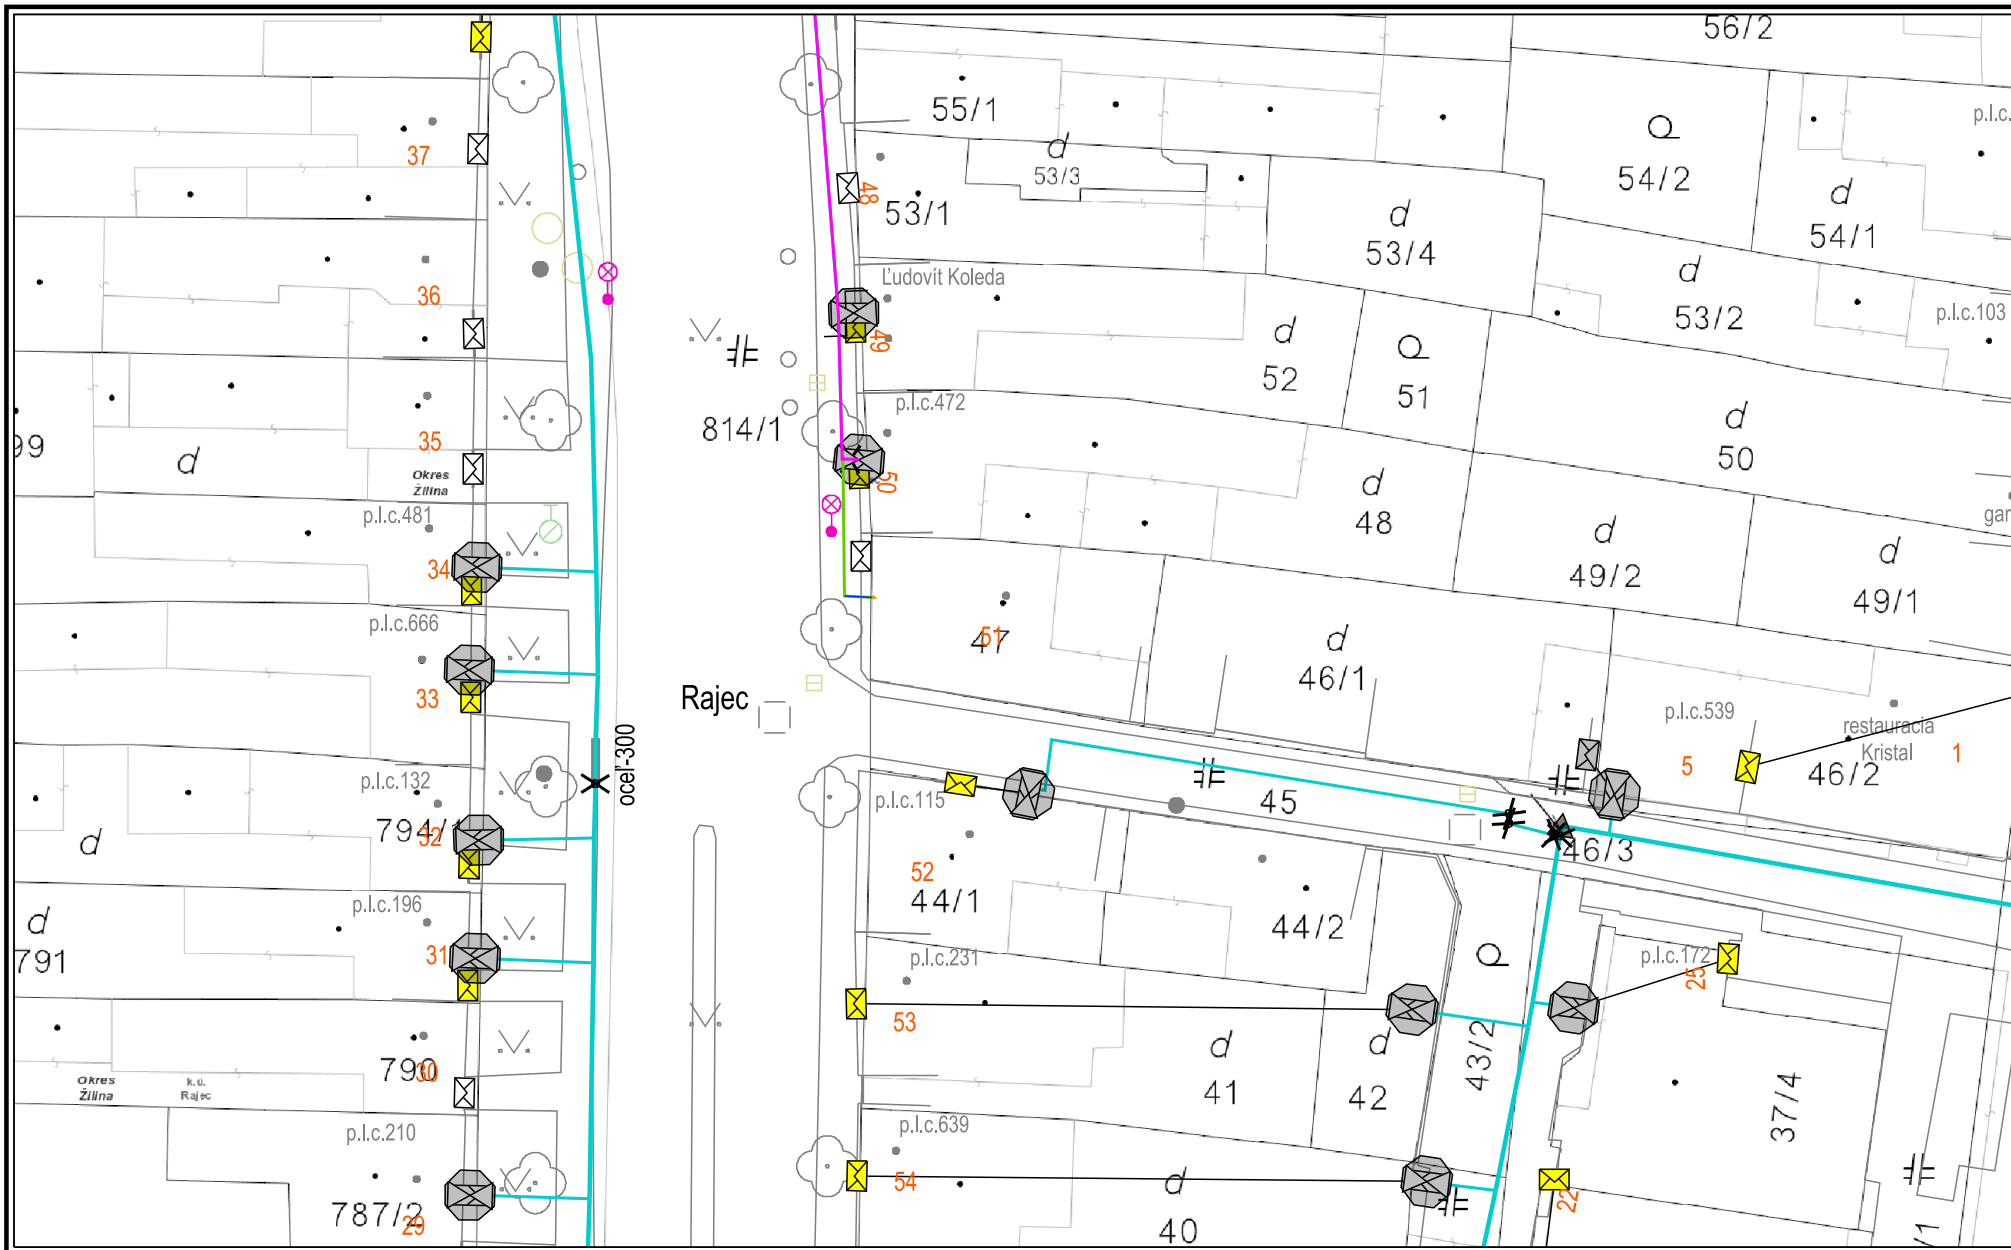 56/2
55/1
p.l.c.
37
d
53/3
d
54/2
48
53/1
d
53/4
d
54/1
Ľudovít Koleda
d
53/2
p.l.c.103
36
49
d
52
d
51
814/1
p.l.c.472
d
50
99
d
35
Okres
Žilina
50
d
48
p.l.c.481
gar
d
49/2
d
49/1
34
p.l.c.666
47
51
d
46/1
33
Rajec
p.l.c.539
restauracia
Kristal
5
46/2
1
oceľ-300
p.l.c.132
794/1
32
d
p.l.c.115
45
46/3
52
44/1
44/2
d
791
p.l.c.196
31
p.l.c.231
d
p.l.c.172
25
53
790
30
d
41
d
42
43/2
37/4
Okres
Žilina
k.ú.
Rajec
p.l.c.210
p.l.c.639
54
d
40
22
787/2
29
/1